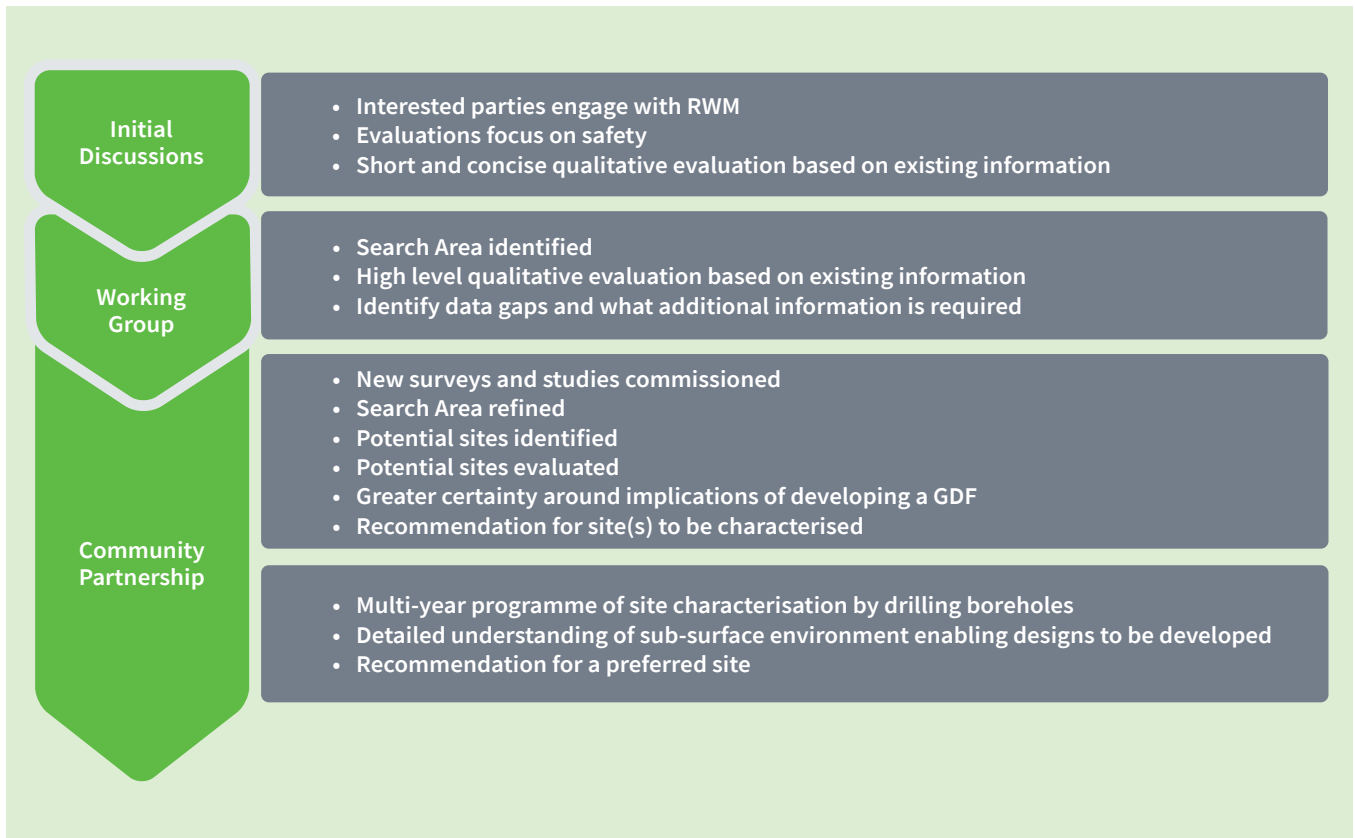 Initial
Discussions
• Interested parties engage with RWM
• Evaluations focus on safety
• Short and concise qualitative evaluation based on existing information
Working
Group
• Search Area identified
• High level qualitative evaluation based on existing information
• Identify data gaps and what additional information is required
Community
Partnership
• New surveys and studies commissioned
• Search Area refined
• Potential sites identified
• Potential sites evaluated
• Greater certainty around implications of developing a GDF
• Recommendation for site(s) to be characterised
• Multi-year programme of site characterisation by drilling boreholes
• Detailed understanding of sub-surface environment enabling designs to be developed
• Recommendation for a preferred site